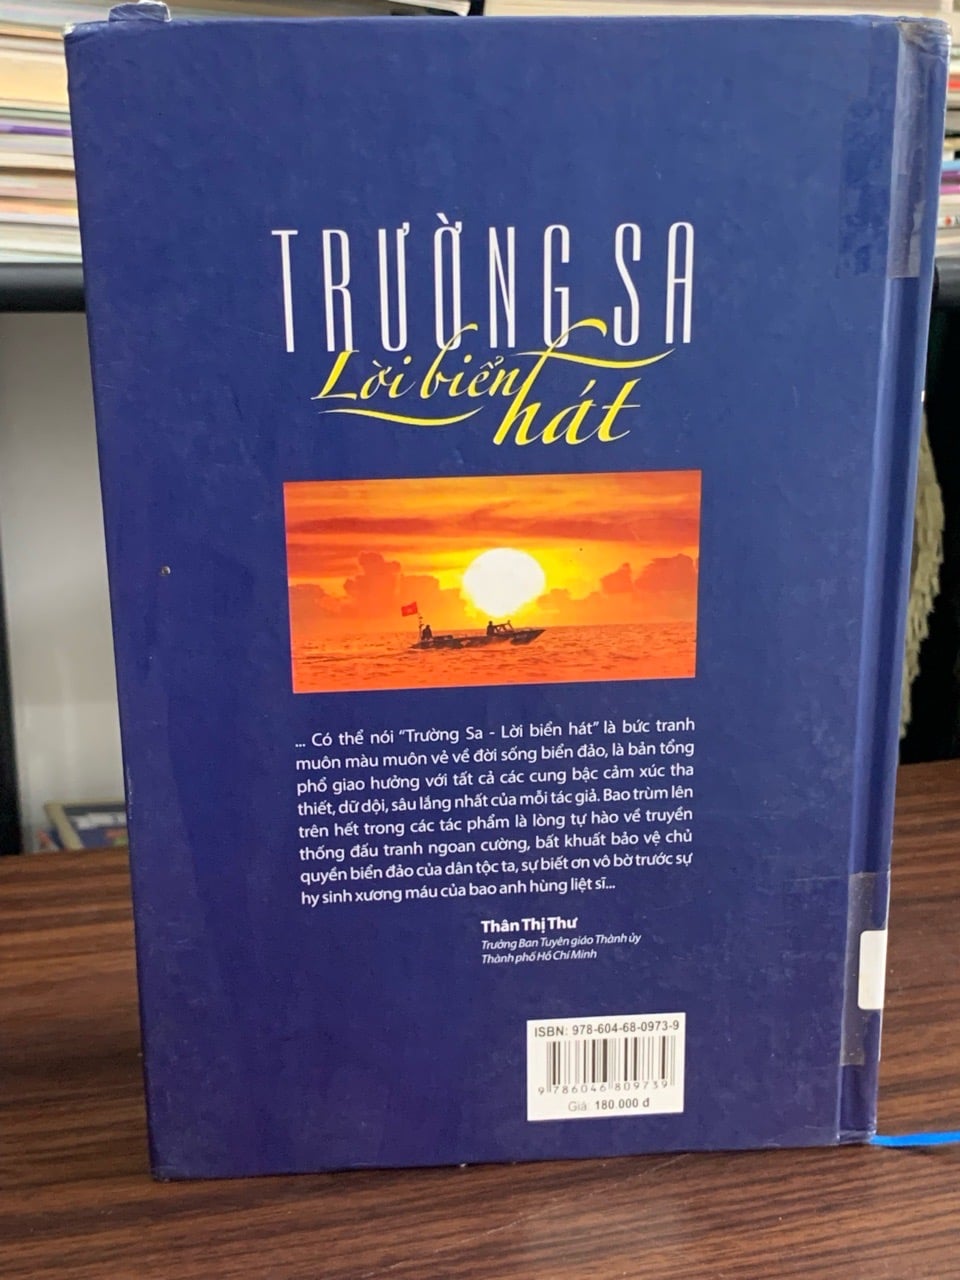 TRƯỜNG SA
Lời biển
hát
... Có thể nói “Trường Sa - Lời biển hát” là bức tranh
muôn màu muôn vẻ về đời sống biển đảo, là bản tổng
phổ giao hưởng với tất cả các cung bậc cảm xúc tha
thiết, dữ dội, sâu lắng nhất của mỗi tác giả. Bao trùm lên
trên hết trong các tác phẩm là lòng tự hào về truyền
thống đấu tranh ngoan cường, bất khuất bảo vệ chủ
quyền biển đảo của dân tộc ta, sự biết ơn vô bờ trước sự
hy sinh xương máu của bao anh hùng liệt sĩ...
Thân Thị Thư
Trưởng Ban Tuyên giáo Thành ủy
Thành phố Hồ Chí Minh
ISBN: 978-604-68-0973-9
9 786046 809739
Giá: 180.000 đ